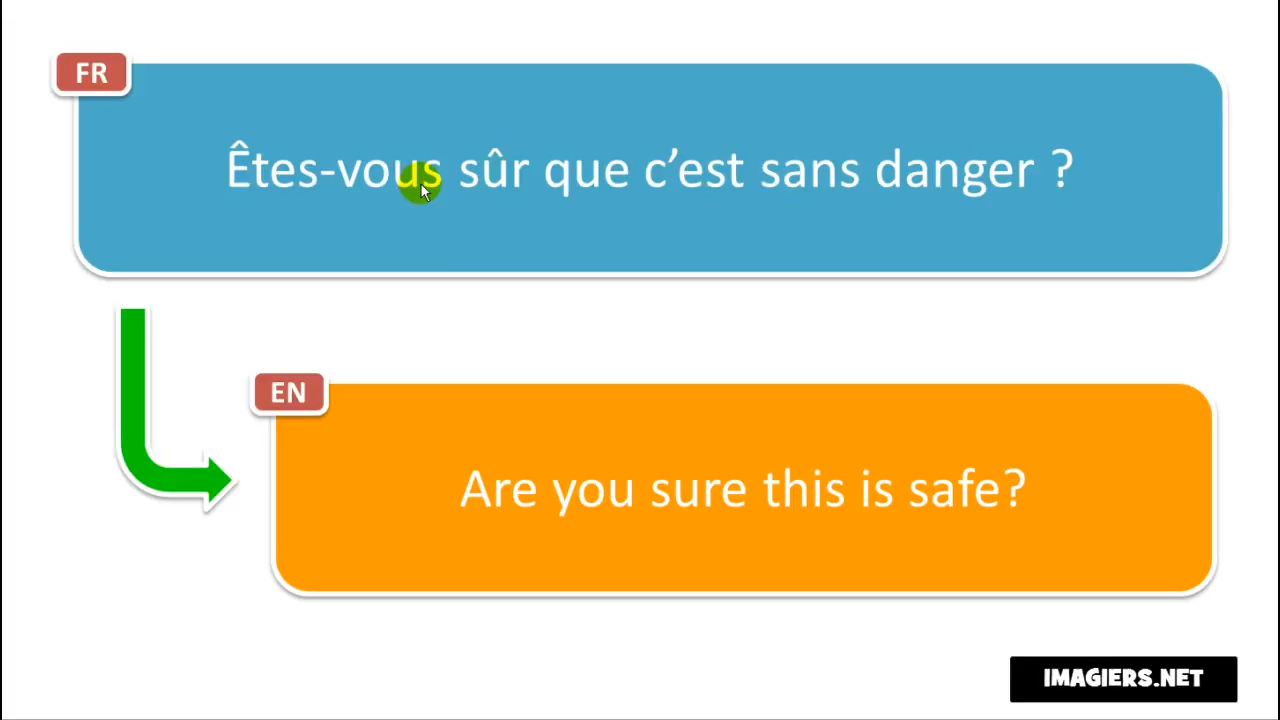 FR
Êtes-vous sûr que c’est sans danger ?
EN
Are you sure this is safe?
IMAGIERS.NET